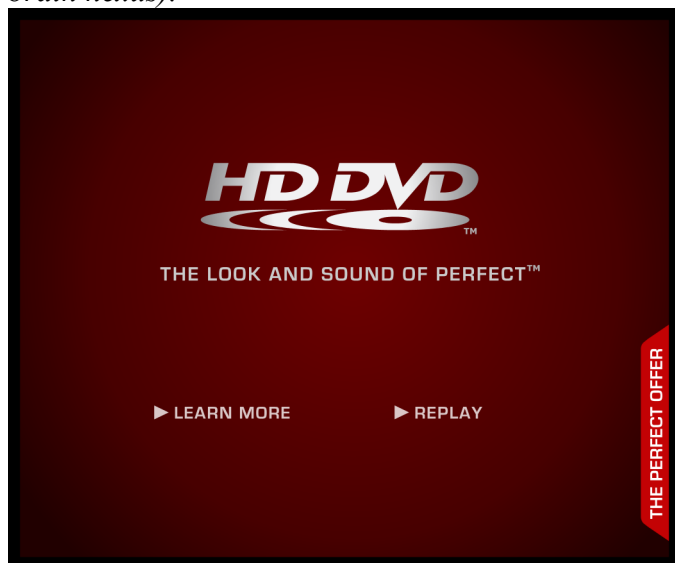 HD DVD
TM
THE LOOK AND SOUND OF PERFECT™
LEARN MORE
REPLAY
THE PERFECT OFFER